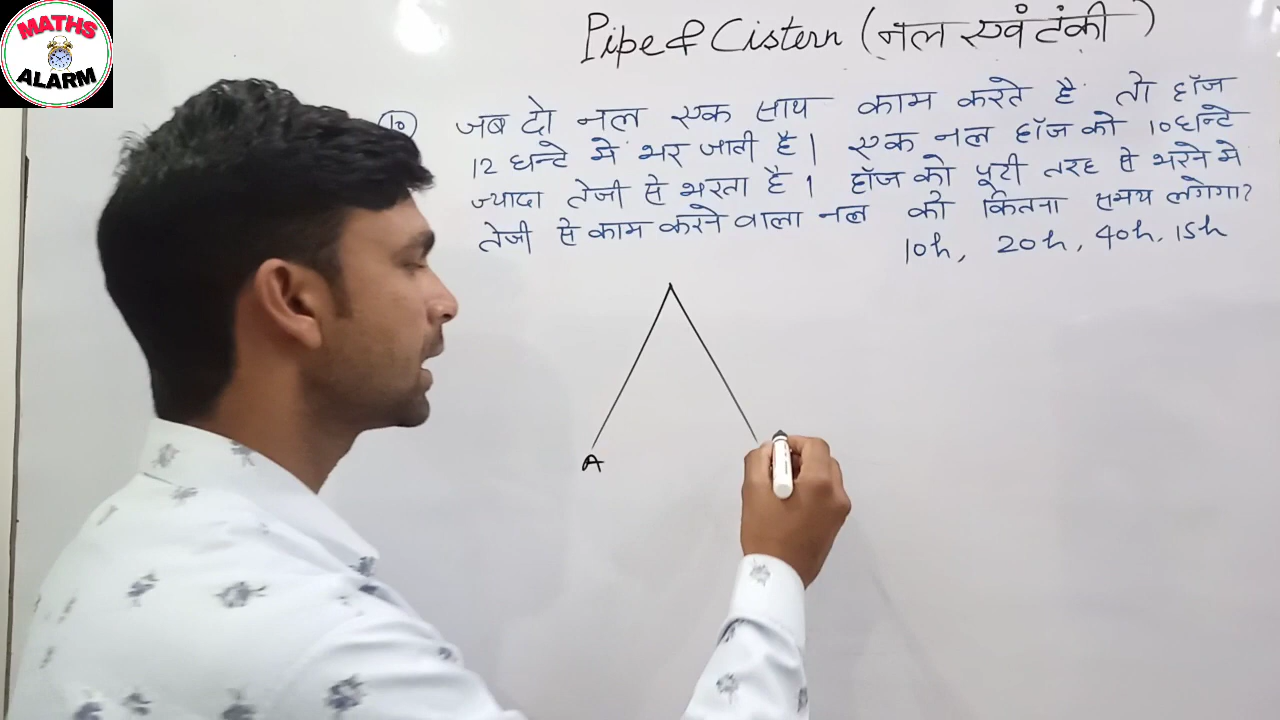 MATHS
ALARM
Pipe & Cistern (नल एवं टंकी)
10 जब दो नल एक साथ काम करते है तो हॉज
12 घन्टे में भर जाती है। एक नल हॉज को 10 घन्टे
ज्यादा तेजी से भरता है। हॉज को पूरी तरह से भरने मे
तेजी से काम करने वाला नल को कितना समय लगेगा?
10h, 20h, 40h, 15h
A